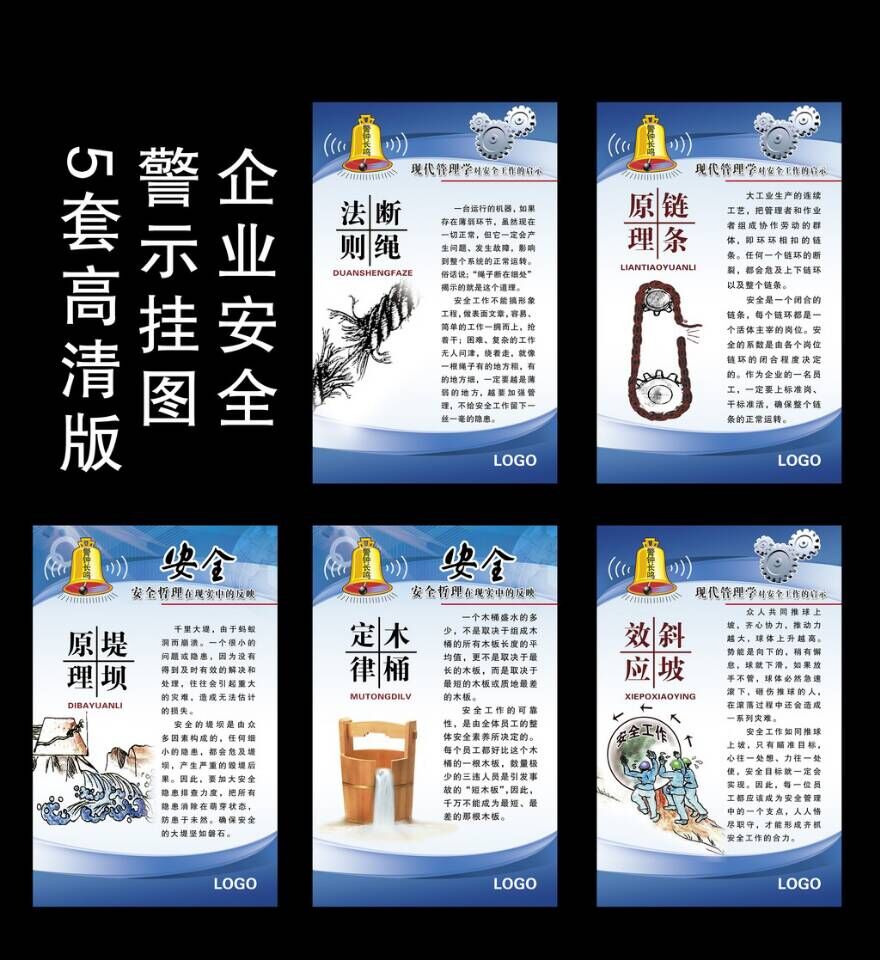 企业安全
警示挂图
5套高清版
警钟长鸣
现代管理学对安全工作的启示
断绳
法则
DUANSHENGFAZE
一台运行的机器，如果
存在薄弱环节，虽然现在
一切正常，但它一定会产
生问题、发生故障，影响
到整个系统的正常运转。
俗话说：“绳子断在细处”
揭示的就是这个道理。
安全工作不能搞形象
工程，做表面文章，容易、
简单的工作一拥而上，抢
着干；困难、复杂的工作
无人问津，绕着走，就像
一根绳子有的地方粗，有
的地方细，一定要越是薄
弱的地方，越要加强管
理，不给安全工作留下一
丝一毫的隐患。
LOGO
警钟长鸣
现代管理学对安全工作的启示
链条
原理
LIANTIAOYUANLI
大工业生产的连续
工艺，把管理者和作业
者组成协作劳动的群
体，即环环相扣的链
条。任何一个链环的断
裂，都会危及上下链环
以及整个链条。
安全是一个闭合的
链条，每个链环都是一
个活体主宰的岗位。安
全的系数是由各个岗位
链环的闭合程度决定
的。作为企业的一名员
工，一定要上标准岗、
干标准活，确保整个链
条的正常运转。
LOGO
警钟长鸣
安全
安全哲理在现实中的反映
堤坝
原理
DIBAYUANLI
千里大堤，由于蚂蚁
洞而崩溃。一个很小的
问题或隐患，因为没有
得到及时有效的解决和
处理，往往会引起重大
的灾难，造成无法估计
的损失。
安全的堤坝是由众
多因素构成的，任何细
小的隐患，都会危及堤
坝，产生严重的毁堤后
果。因此，要加大安全
隐患排查力度，把所有
隐患消除在萌芽状态，
防患于未然。确保安全
的大堤坚如磐石。
LOGO
警钟长鸣
安全
安全哲理在现实中的反映
木桶
定律
MUTONGDILV
一个木桶盛水的多
少，不是取决于组成木
桶的所有木板长度的平
均值，更不是取决于最
长的木板，而是取决于
最短的木板或质地最差
的木板。
安全工作的可靠
性，是由全体员工的整
体安全素养所决定的。
每个员工都好比这个木
桶的一根木板，数量极
少的三违人员是引发事
故的“短木板”，因此，
千万不能成为最短、最
差的那根木板。
LOGO
警钟长鸣
现代管理学对安全工作的启示
斜坡
效应
XIEPOXIAOYING
安全工作
众人共同推球上
坡，齐心协力，推动力
越大，球体上升越高。
势能是向下的，稍有懈
怠，球就下滑，如果放
手不管，球体必然急速
滚下，砸伤推球的人，
在滚落过程中还会造成
一系列灾难。
安全工作如同推球
上坡，只有瞄准目标，
心往一处想、力往一处
使，安全目标就一定会
实现。因此，每一位员
工都应该成为安全管理
中的一个支点，人人恪
尽职守，才能形成齐抓
安全工作的合力。
LOGO